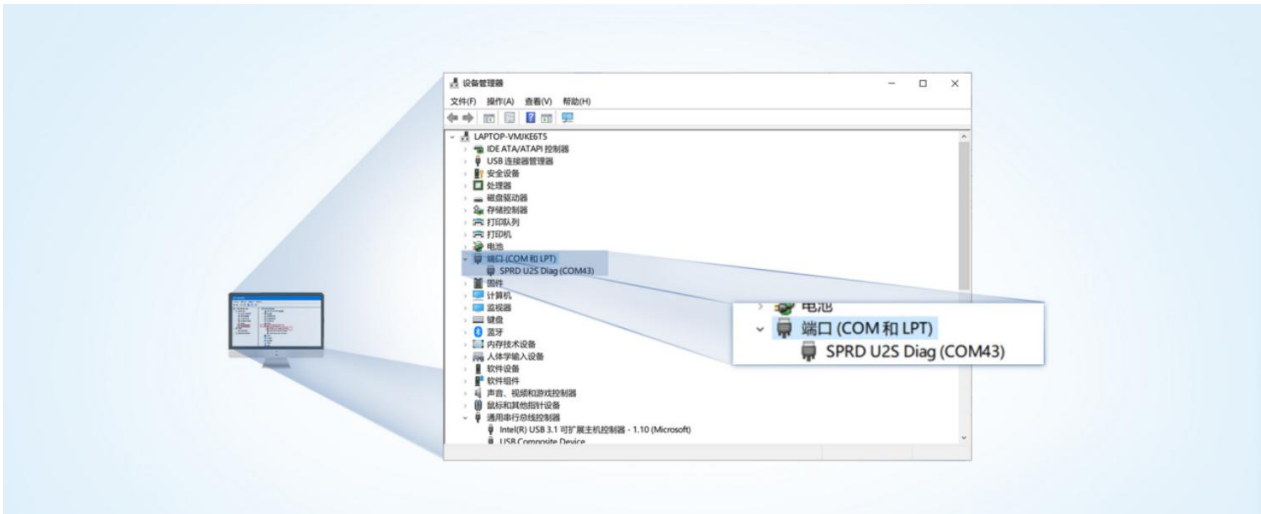 设备管理器
文件(F) 操作(A) 查看(V) 帮助(H)
LAPTOP-VMJKE6TS
IDE ATA/ATAPI 控制器
USB 连接器管理器
安全设备
处理器
磁盘驱动器
存储控制器
打印队列
打印机
电池
端口 (COM 和 LPT)
SPRD U2S Diag (COM43)
固件
计算机
监视器
键盘
蓝牙
内存技术设备
人体学输入设备
软件设备
软件组件
声音、视频和游戏控制器
鼠标和其他指针设备
通用串行总线控制器
Intel(R) USB 3.1 可扩展主机控制器 - 1.10 (Microsoft)
USB Composite Device
电池
端口 (COM 和 LPT)
SPRD U2S Diag (COM43)